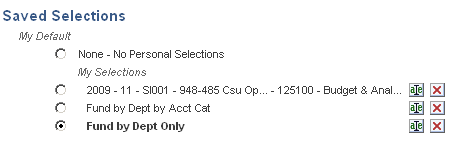 Saved Selections
My Default
None - No Personal Selections
My Selections
2009 - 11 - SI001 - 948-485 Csu Op... - 125100 - Budget & Anal...
Fund by Dept by Acct Cat
Fund by Dept Only